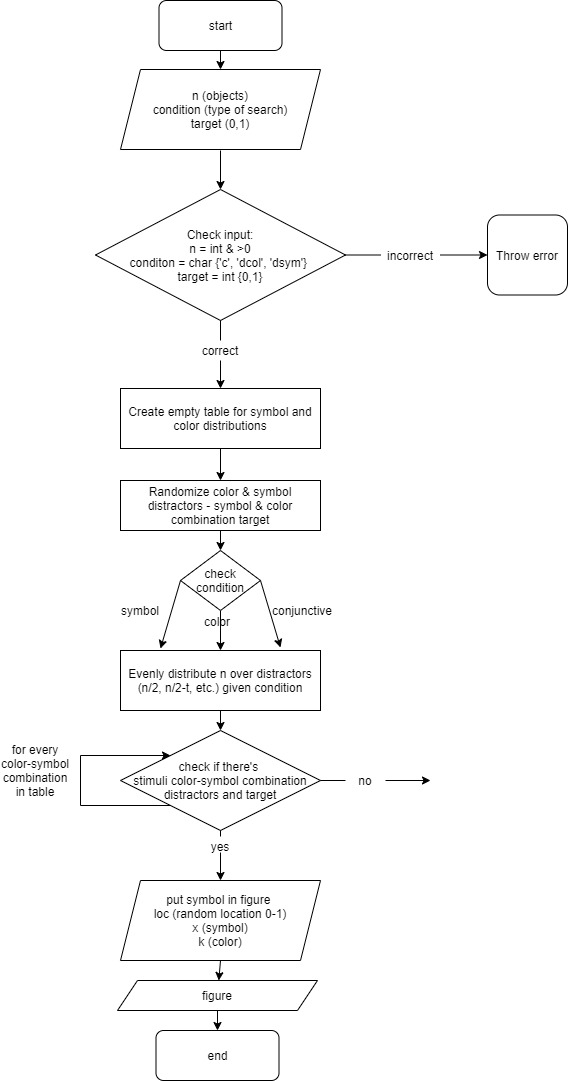 start
n (objects)
condition (type of search)
target (0,1)
Check input:
n = int & >0
conditon = char {'c', 'dcol', 'dsym'}
target = int {0,1}
incorrect
Throw error
correct
Create empty table for symbol and
color distributions
Randomize color & symbol
distractors - symbol & color
combination target
check
condition
symbol
color
conjunctive
Evenly distribute n over distractors
(n/2, n/2-t, etc.) given condition
for every
color-symbol
combination
in table
check if there's
stimuli color-symbol combination
distractors and target
no
yes
put symbol in figure
loc (random location 0-1)
x (symbol)
k (color)
figure
end